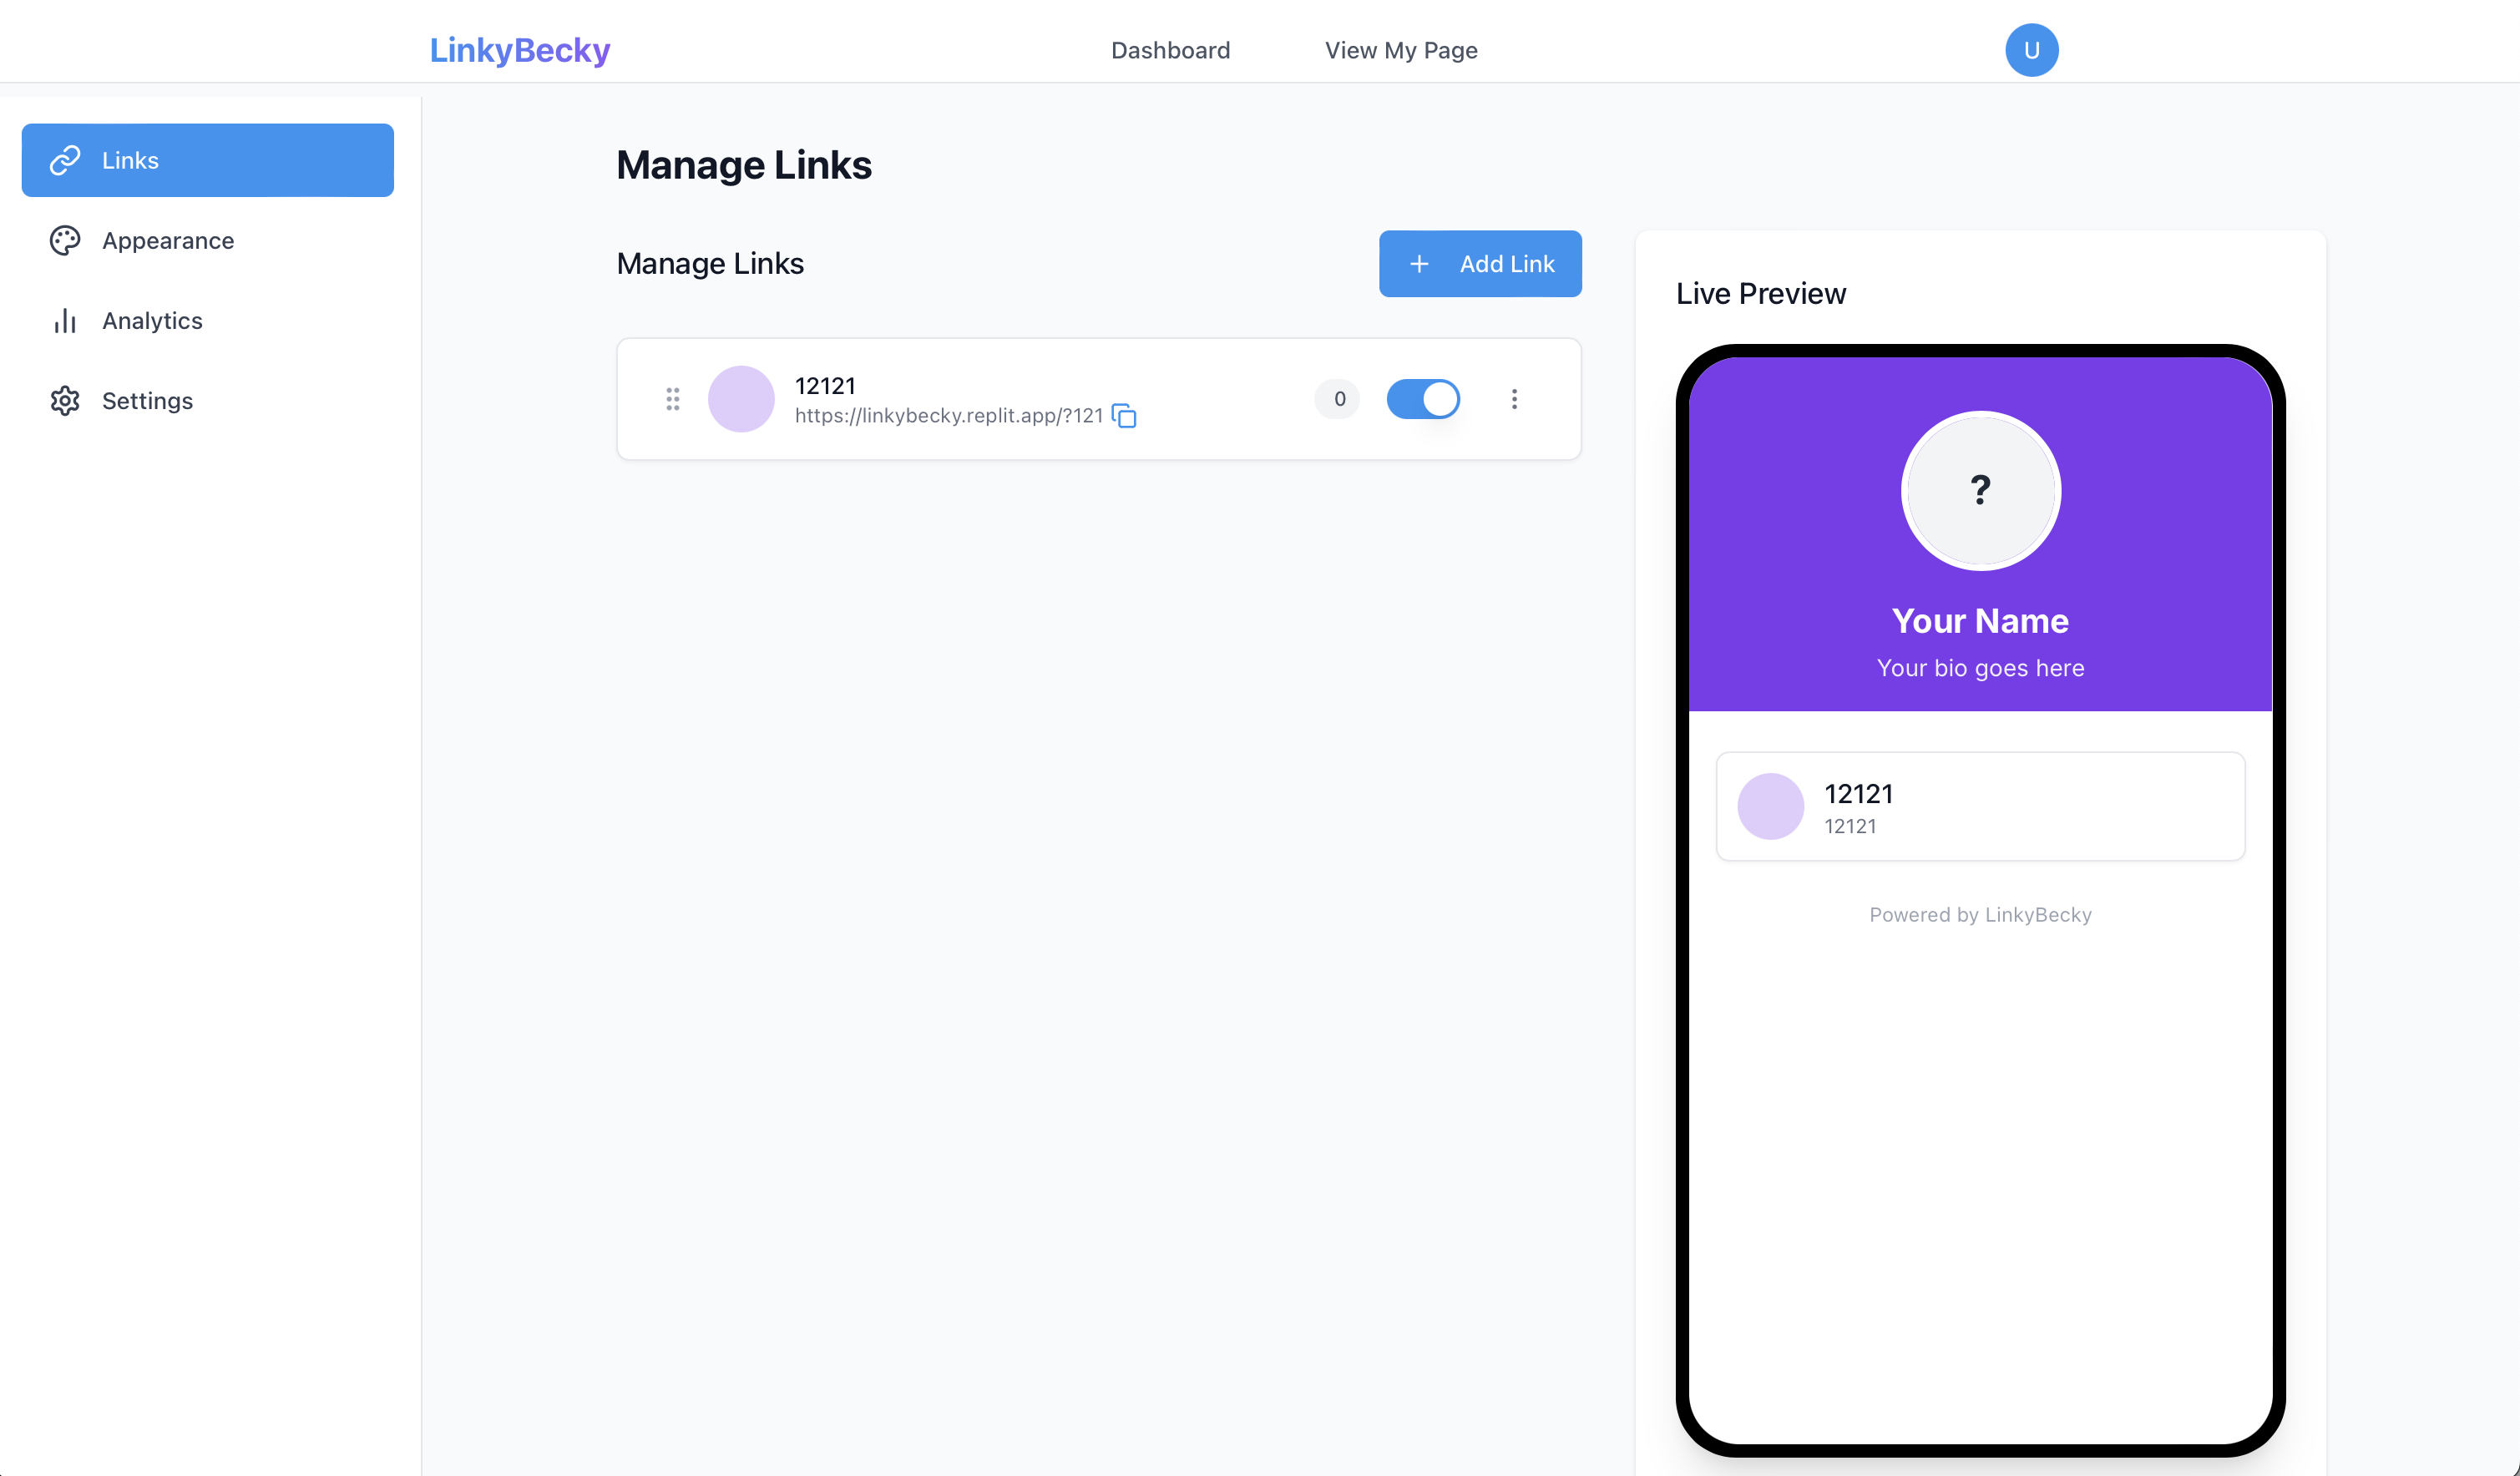 LinkyBecky
Dashboard
View My Page
U
Links
Appearance
Analytics
Settings
Manage Links
Manage Links
Add Link
12121
https://linkybecky.replit.app/?121
0
Live Preview
?
Your Name
Your bio goes here
12121
12121
Powered by LinkyBecky